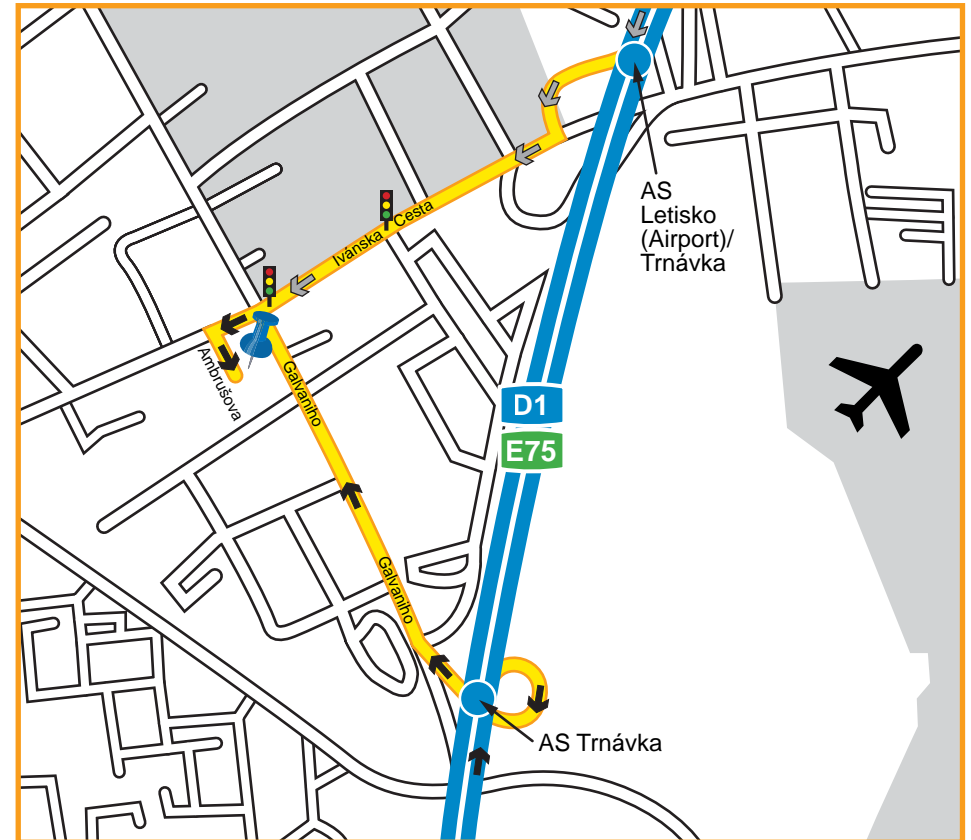 AS
Letisko
(Airport)/
Trnávka
Ivánska Cesta
Ambrušova
Galvaniho
D1
E75
Galvaniho
AS Trnávka